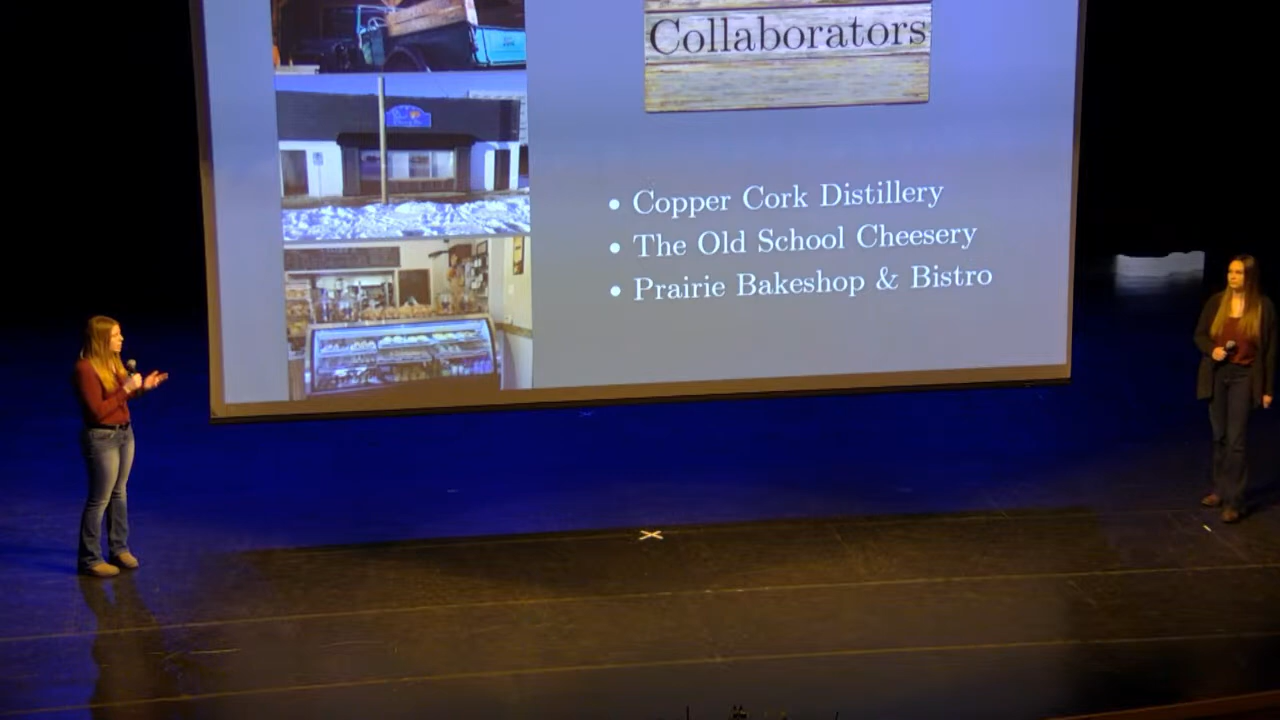 Collaborators
Copper Cork Distillery
The Old School Cheesery
Prairie Bakeshop & Bistro